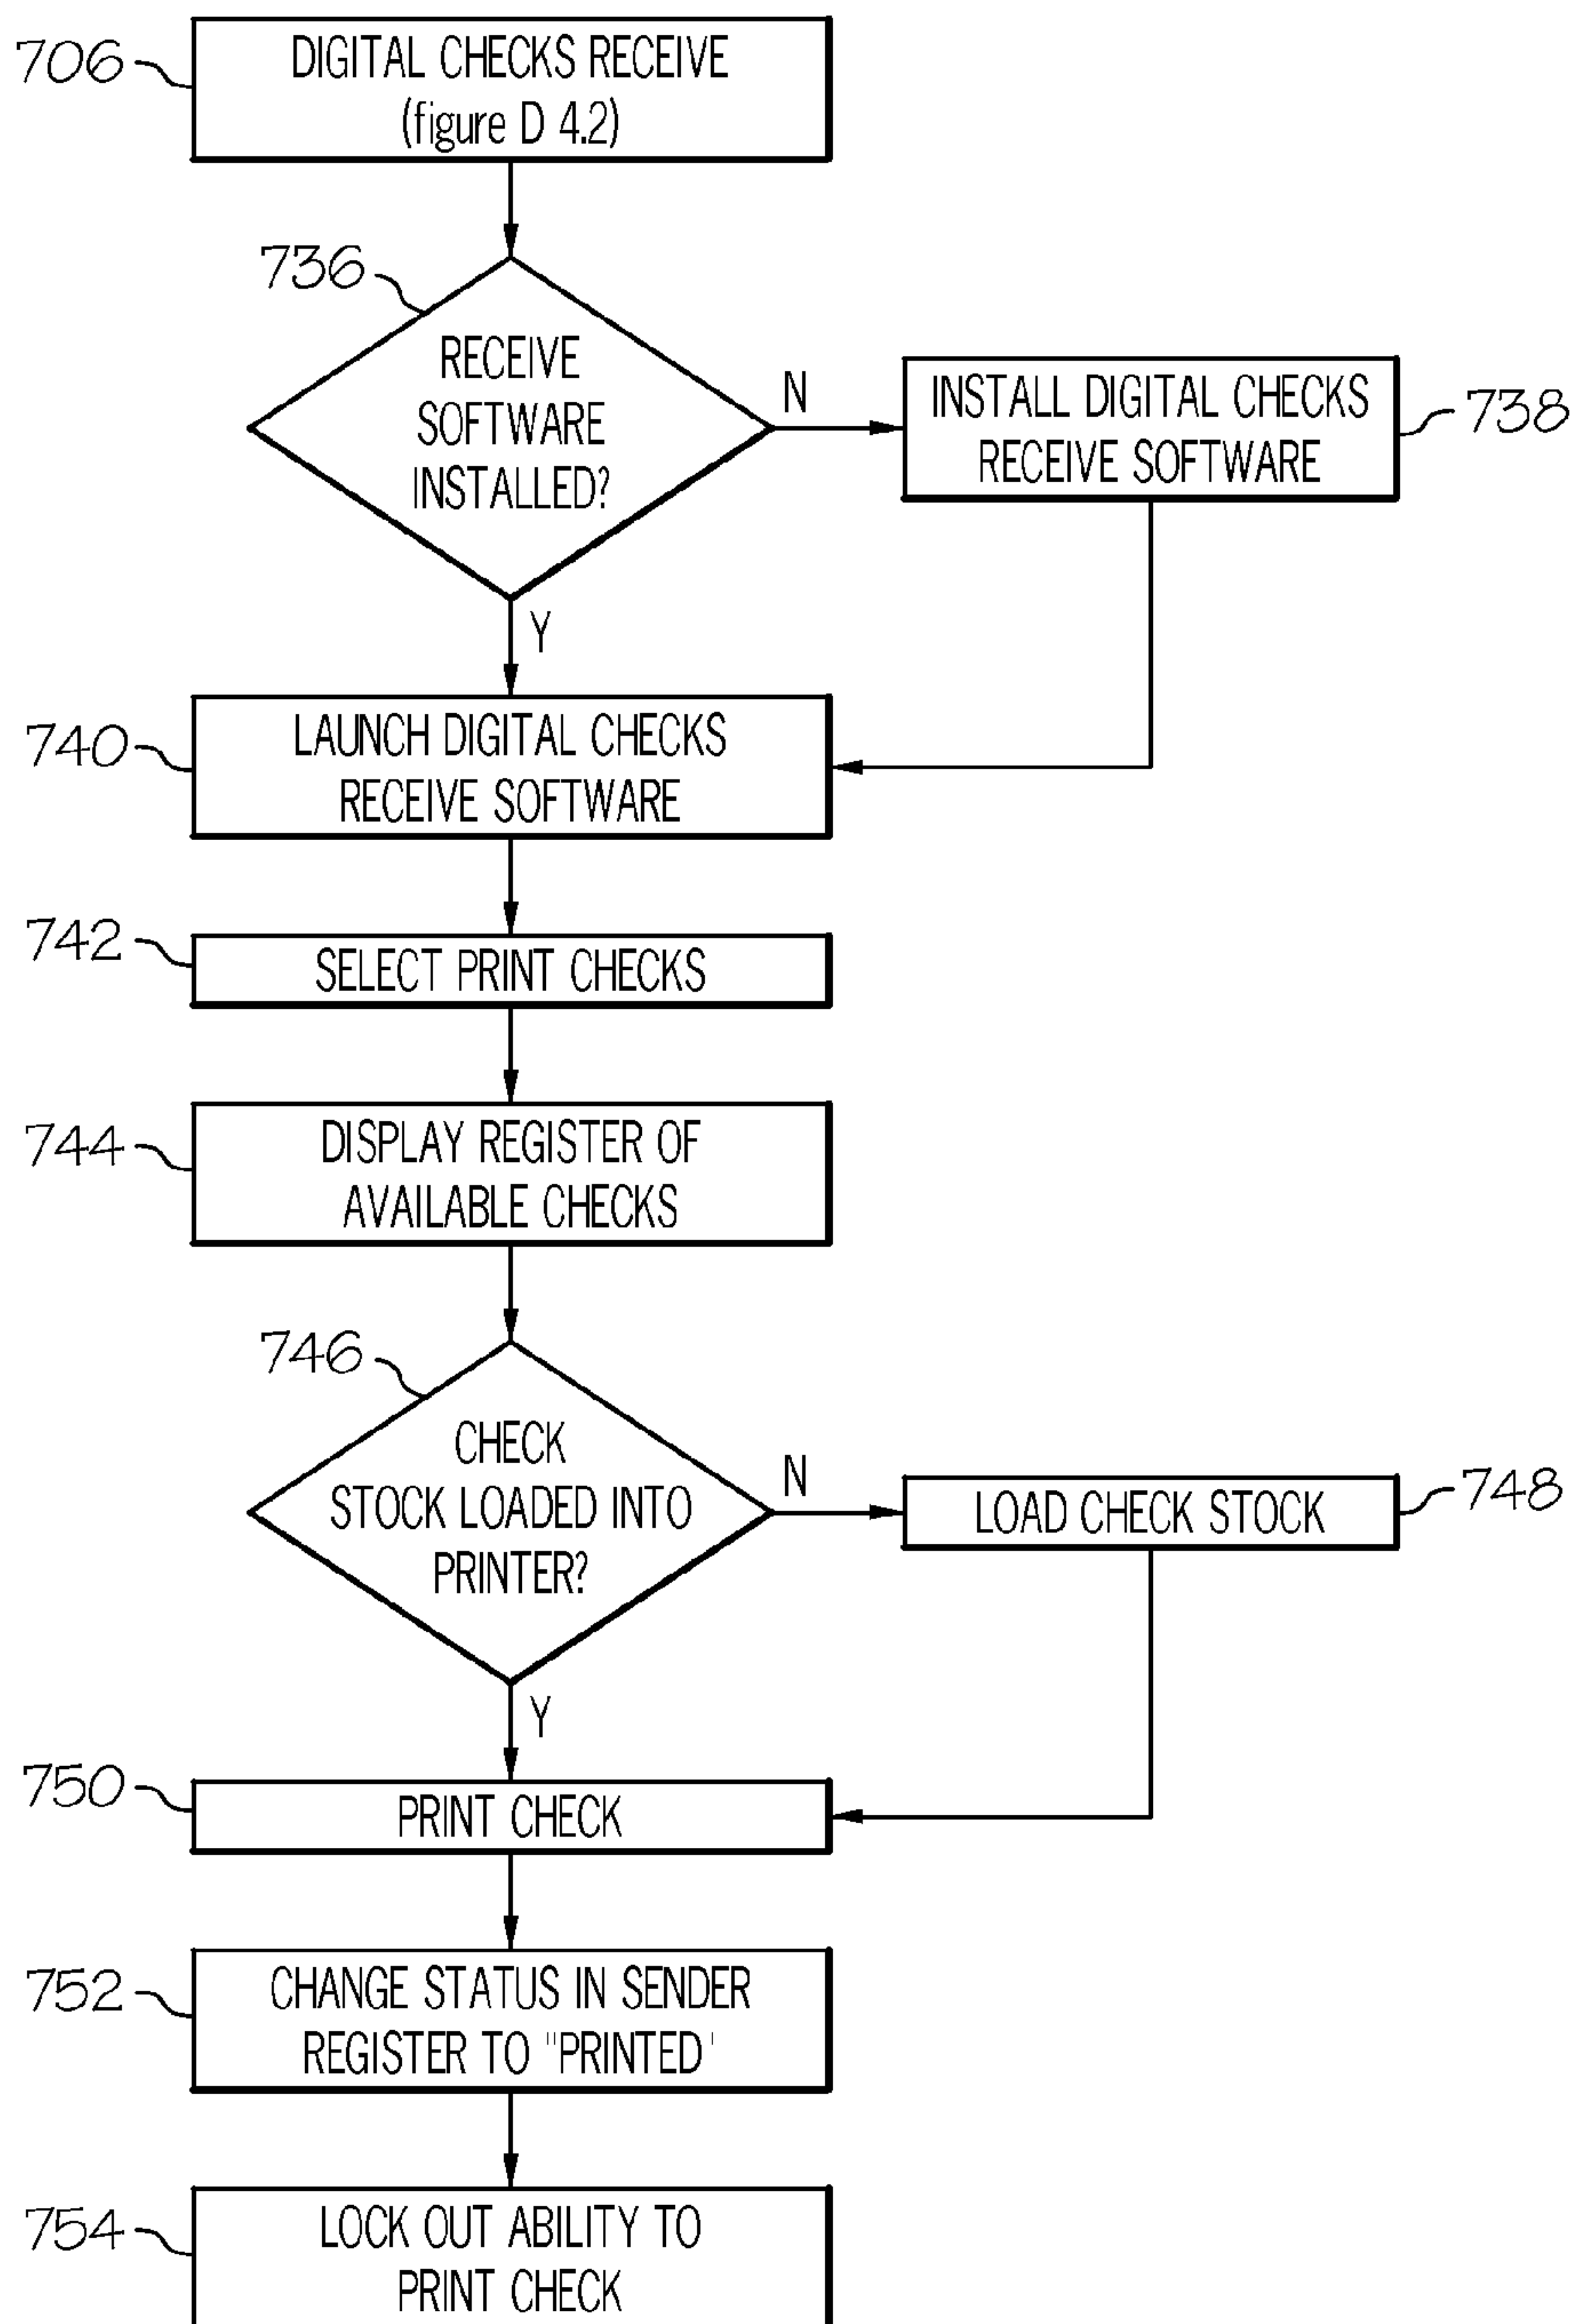 706
DIGITAL CHECKS RECEIVE
(figure D 4.2)
736
RECEIVE
SOFTWARE
INSTALLED?
N
INSTALL DIGITAL CHECKS
RECEIVE SOFTWARE
738
Y
740
LAUNCH DIGITAL CHECKS
RECEIVE SOFTWARE
742
SELECT PRINT CHECKS
744
DISPLAY REGISTER OF
AVAILABLE CHECKS
746
CHECK
STOCK LOADED INTO
PRINTER?
N
LOAD CHECK STOCK
748
Y
750
PRINT CHECK
752
CHANGE STATUS IN SENDER
REGISTER TO "PRINTED'
754
LOCK OUT ABILITY TO
PRINT CHECK